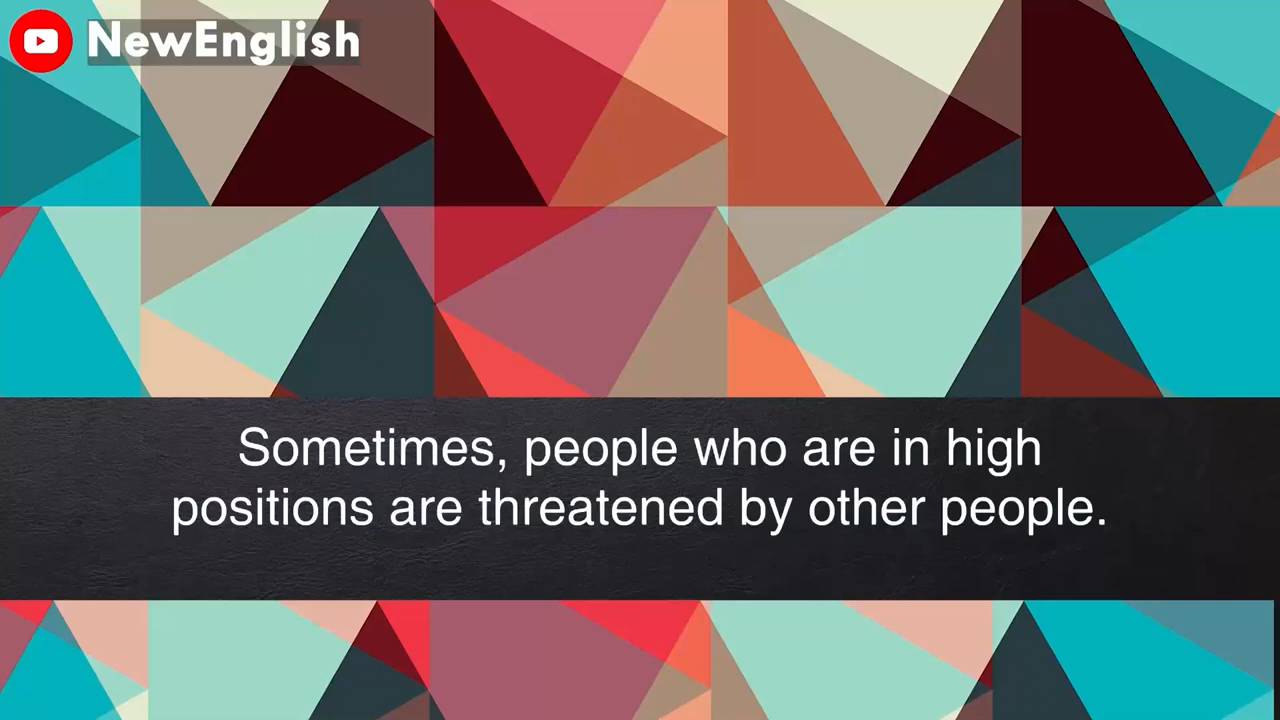 NewEnglish
Sometimes, people who are in high
positions are threatened by other people.